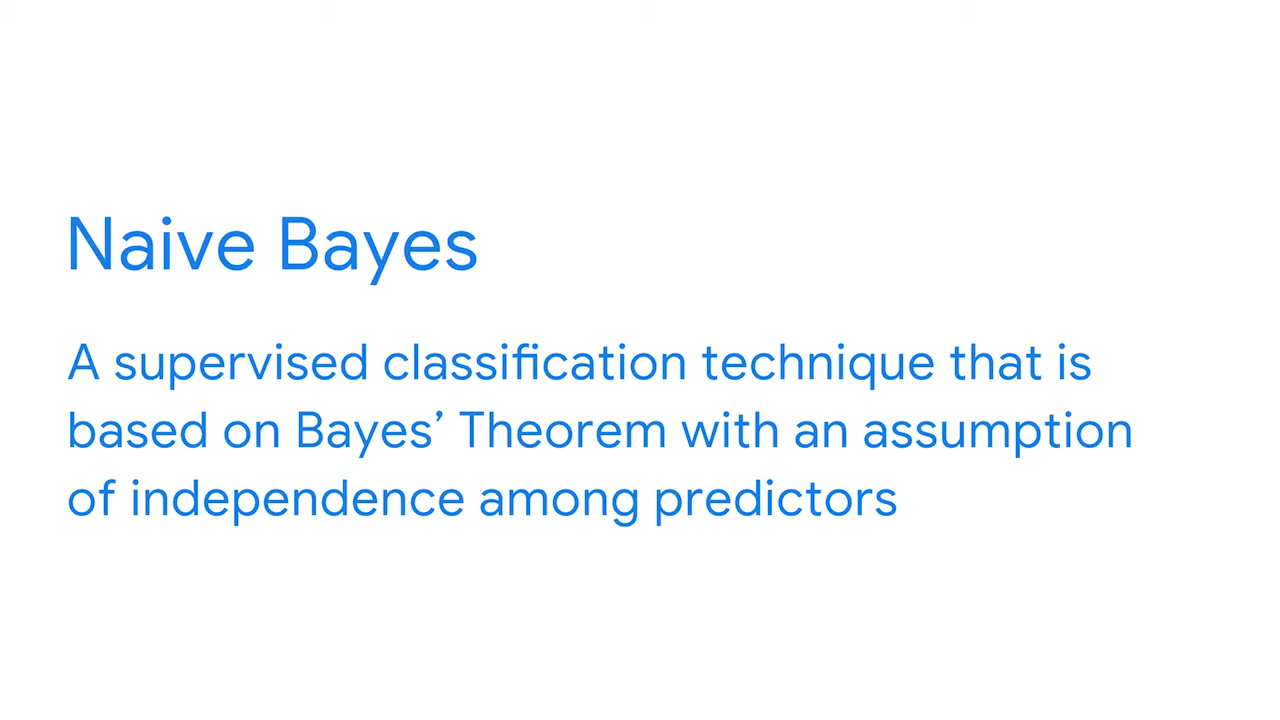 Naive Bayes
A supervised classification technique that is
based on Bayes’ Theorem with an assumption
of independence among predictors